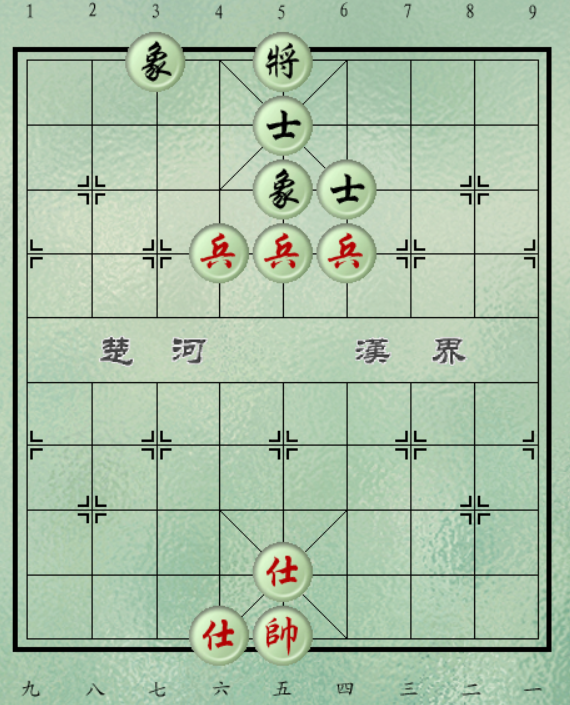 1 2 3 4 5 6 7 8 9
象 將
士
象 士
兵 兵 兵
楚 河 漢 界
仕
仕 帥
九 八 七 六 五 四 三 二 一